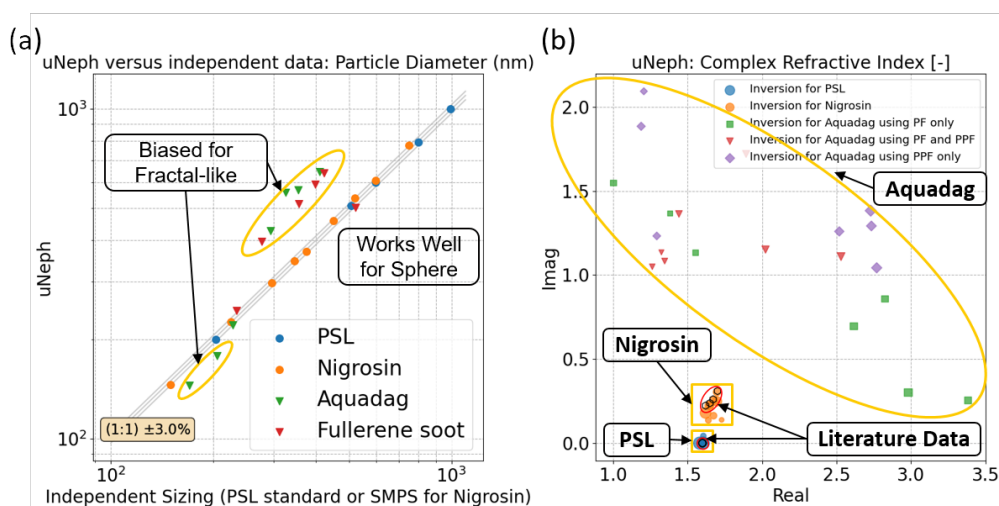 (a)
uNeph versus independent data: Particle Diameter (nm)
10³
Biased for
Fractal-like
Works Well
for Sphere
uNeph
PSL
Nigrosin
Aquadag
Fullerene soot
(1:1) ±3.0%
10²
10²
10³
Independent Sizing (PSL standard or SMPS for Nigrosin)
(b)
uNeph: Complex Refractive Index [-]
Inversion for PSL
Inversion for Nigrosin
Inversion for Aquadag using PF only
Inversion for Aquadag using PF and PPF
Inversion for Aquadag using PPF only
Aquadag
Nigrosin
PSL
Literature Data
Imag
2.0
1.5
1.0
0.5
0.0
1.0
1.5
2.0
2.5
3.0
3.5
Real